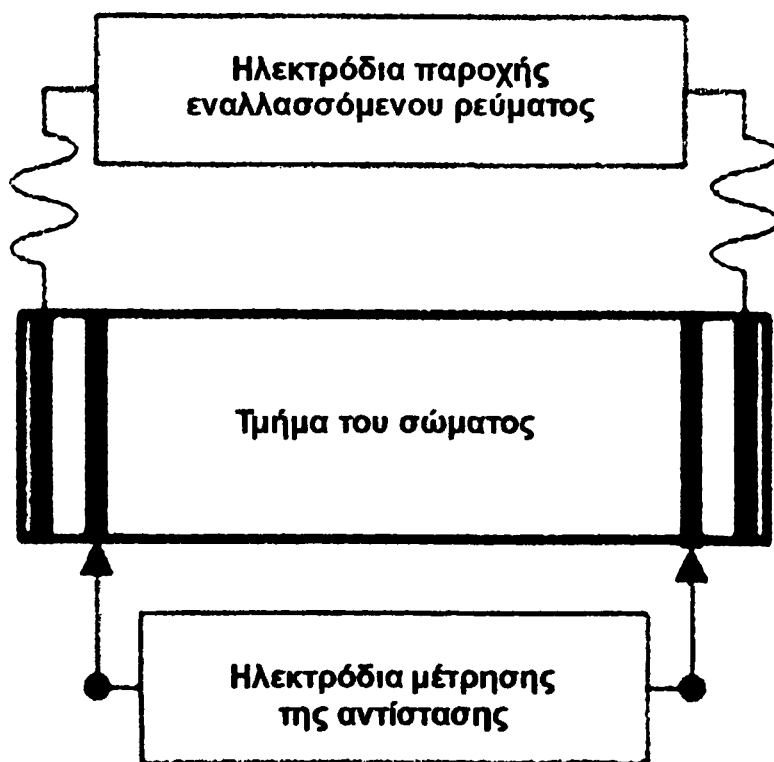 Ηλεκτρόδια παροχής
εναλλασσόμενου ρεύματος
Τμήμα του σώματος
Ηλεκτρόδια μέτρησης
της αντίστασης